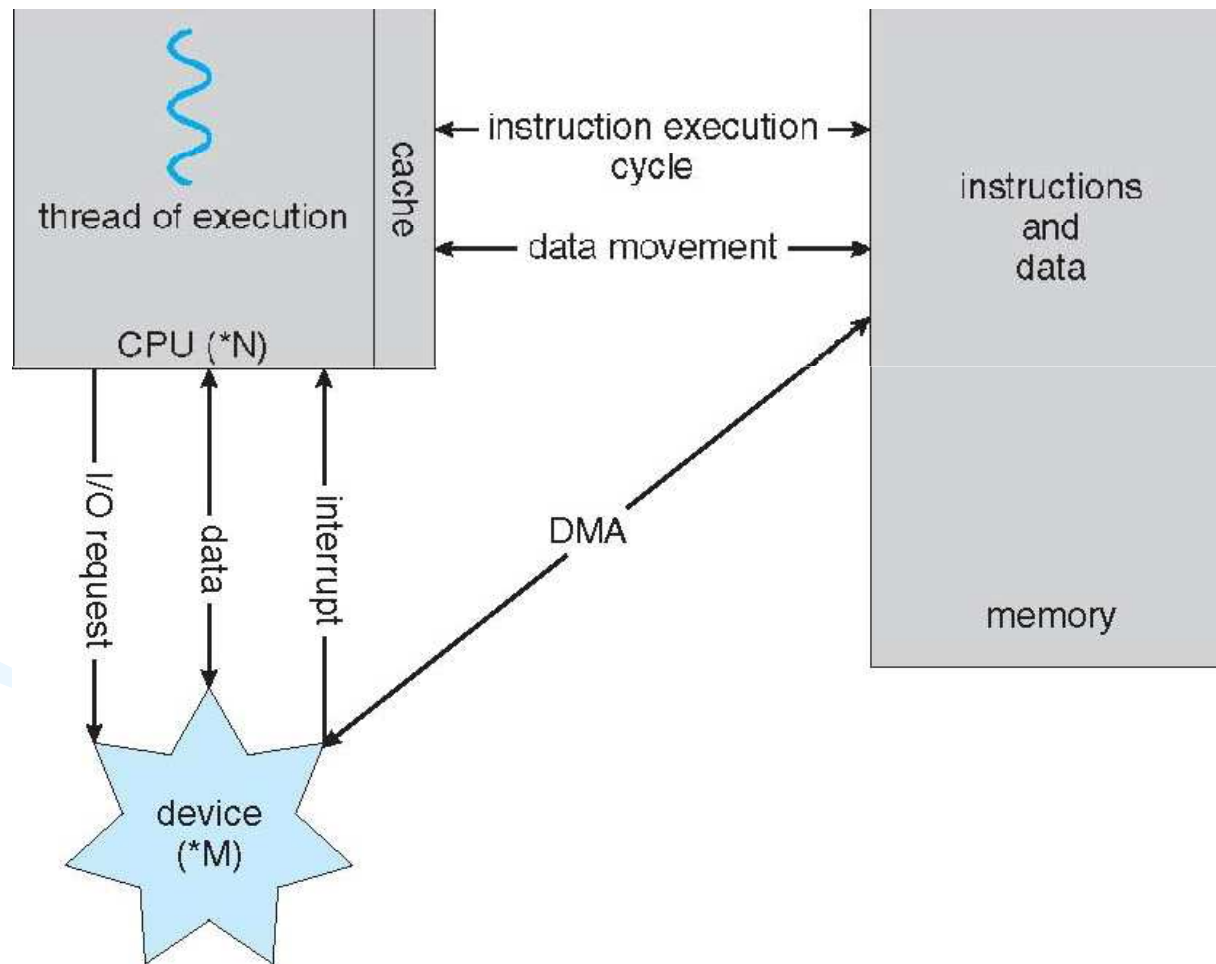 thread of execution
cache
CPU (*N)
instruction execution
cycle
data movement
instructions
and
data
I/O request
data
interrupt
DMA
memory
device
(*M)